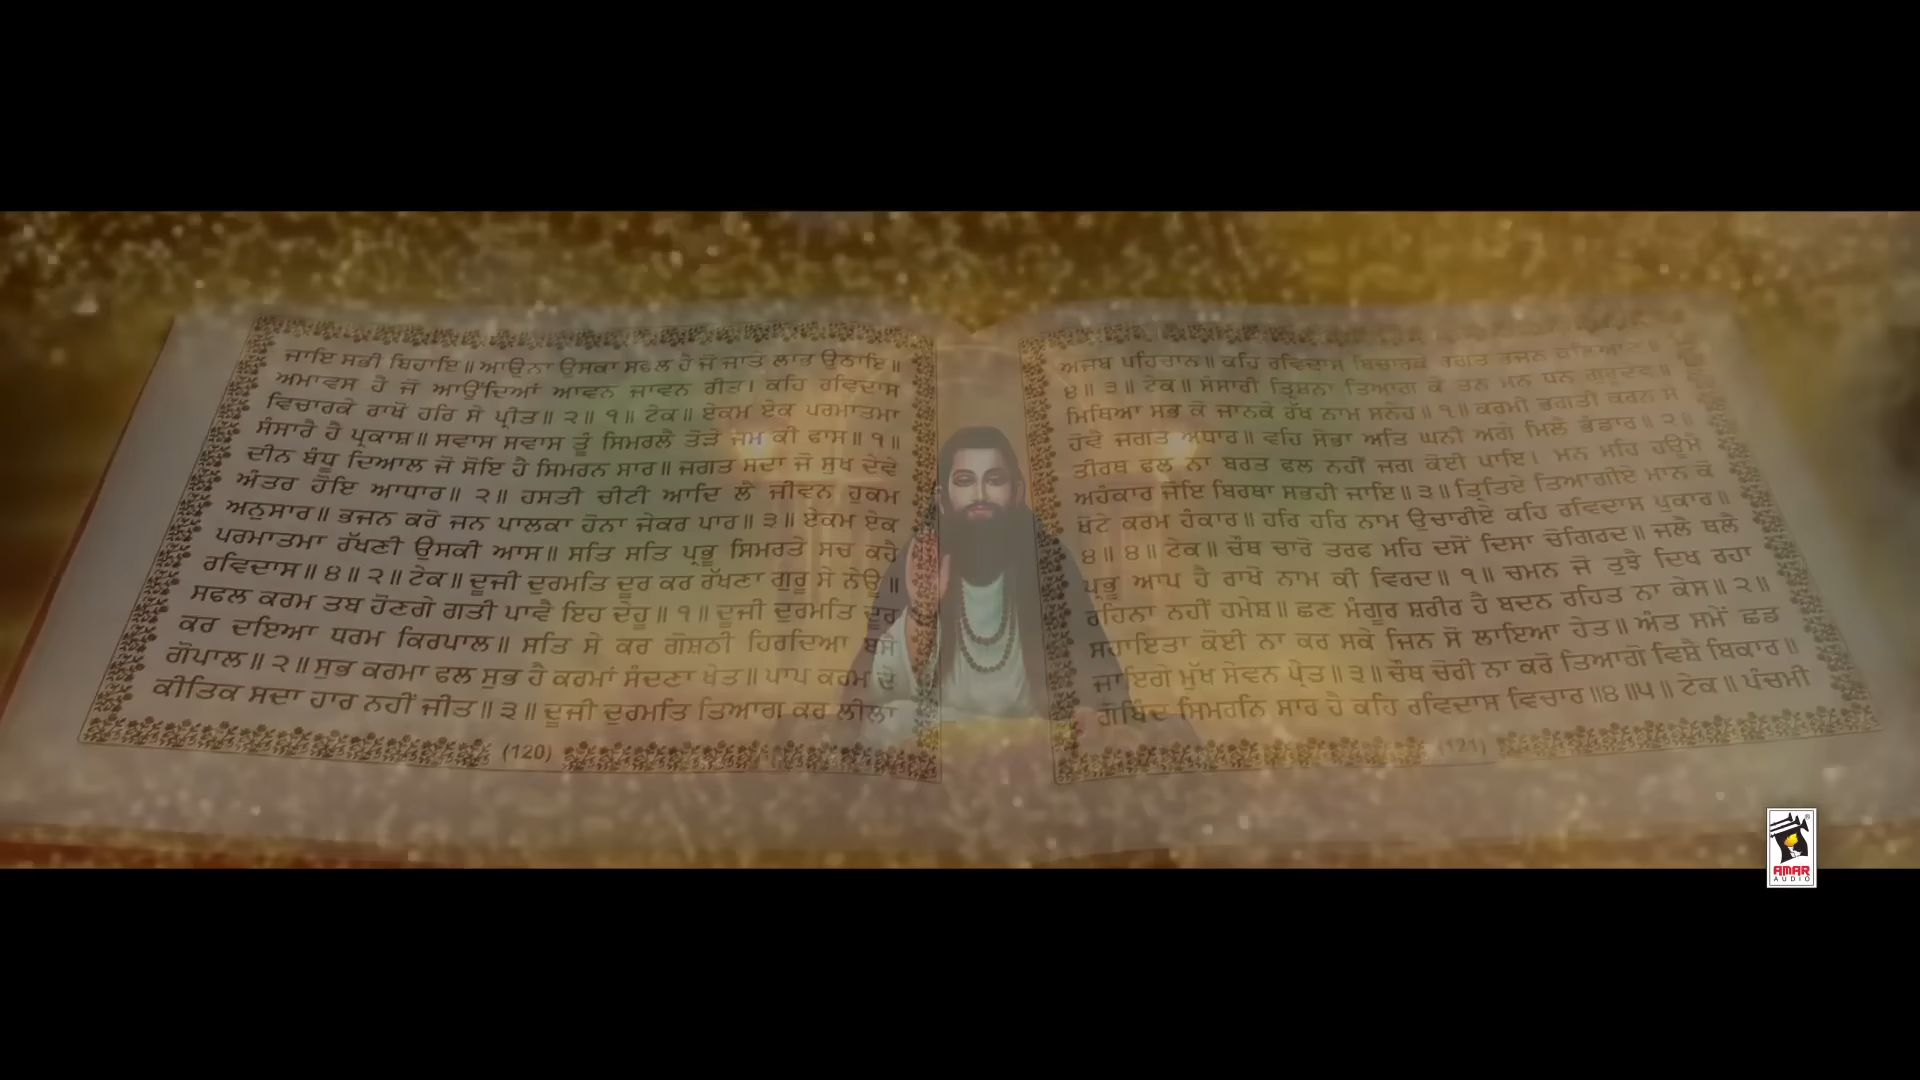 ਜਾਇ ਸਭੀ ਬਿਹਾਇ॥ ਆਉਨਾ ਉਸਕਾ ਸਫਲ ਹੈ ਜੋ ਜਾਤ ਲਾਭ ਉਠਾਇ॥
ਅਮਾਵਸ ਹੈ ਜੋ ਆਉਂਦਿਆਂ ਆਵਨ ਜਾਵਨ ਰੀਤ। ਕਹਿ ਰਵਿਦਾਸ
ਵਿਚਾਰਕੇ ਰਾਖੋ ਹਰਿ ਸੇ ਪ੍ਰੀਤ॥ ੨॥ ੧॥ ਟੇਕ॥ ਏਕਮ ਏਕ ਪਰਮਾਤਮਾ
ਸੰਸਾਰੈ ਹੈ ਪ੍ਰਕਾਸ਼॥ ਸਵਾਸ ਸਵਾਸ ਤੂੰ ਸਿਮਰਲੈ ਤੋੜੇ ਜਮ ਕੀ ਫਾਸ॥ ੧॥
ਦੀਨ ਬੰਧੂ ਦਿਆਲ ਜੋ ਸੋਇ ਹੈ ਸਿਮਰਨ ਸਾਰ॥ ਜਗਤ ਸਦਾ ਜੋ ਸੁਖ ਦੇਵੇ
ਅੰਤਰ ਹੋਇ ਆਧਾਰ॥ ੨॥ ਹਸਤੀ ਚੀਟੀ ਆਦਿ ਲੈ ਜੀਵਨ ਹੁਕਮ
ਅਨੁਸਾਰ॥ ਭਜਨ ਕਰੋ ਜਨ ਪਾਲਕਾ ਹੋਨਾ ਜੇਕਰ ਪਾਰ॥ ੩॥ ਏਕਮ ਏਕ
ਪਰਮਾਤਮਾ ਰੱਖਣੀ ਉਸਕੀ ਆਸ॥ ਸਤਿ ਸਤਿ ਪ੍ਰਭੂ ਸਿਮਰਤੇ ਸਚ ਕਹੈ
ਰਵਿਦਾਸ॥੪॥੨॥ਟੇਕ॥ਦੂਜੀ ਦੁਰਮਤਿ ਦੂਰ ਕਰ ਰੱਖਣਾ ਗੁਰੂ ਸੇ ਨੇਉ॥
ਸਫਲ ਕਰਮ ਤਬ ਹੋਣਗੇ ਗਤੀ ਪਾਵੈ ਇਹ ਦੇਹੂ॥ ੧॥ ਦੂਜੀ ਦੁਰਮਤਿ ਦੂਰ
ਕਰ ਦਇਆ ਧਰਮ ਕਿਰਪਾਲ॥ ਸਤਿ ਸੇ ਕਰ ਗੋਸ਼ਠੀ ਹਿਰਦਿਆ ਬਸੇ
ਗੋਪਾਲ॥ ੨॥ ਸੁਭ ਕਰਮਾ ਫਲ ਸੁਭ ਹੈ ਕਰਮਾਂ ਸੰਦਣਾ ਖੇਤ॥ ਪਾਪ ਕਰਮ ਦੇ
ਕੀਤਿਕ ਸਦਾ ਹਾਰ ਨਹੀਂ ਜੀਤ॥ ੩॥ ਦੂਜੀ ਦੁਰਮਤਿ ਤਿਆਗ ਕਰ ਲੀਲਾ
(120)
ਅਜਬ ਪਹਿਚਾਨ॥ ਕਹਿ ਰਵਿਦਾਸ ਬਿਚਾਰਕੇ ਭਗਤ ਭਜਨ
੪॥ ੩॥ ਟੇਕ॥ ਸੰਸਾਰੀ ਤ੍ਰਿਸ਼ਨਾ ਤਿਆਗ ਕੇ ਤਨ ਮਨ ਧਨ ਗੁਰੂਦੇਵ॥
ਮਿਥਿਆ ਸਭ ਕੋ ਜਾਨਕੇ ਰੱਖ ਨਾਮ ਸਨੇਹ॥ ੧॥ ਕਰਮੀ ਭਗਤੀ ਕਰਨ ਸੇ
ਹੋਵੈ ਜਗਤ ਅਧਾਰ॥ ਵਹਿ ਸੋਭਾ ਅਤਿ ਘਨੀ ਅਗੇ ਮਿਲੈ ਭੰਡਾਰ॥ ੨॥
ਤੀਰਥ ਫਲ ਨਾ ਬਰਤ ਫਲ ਨਹੀਂ ਜਗ ਕੋਈ ਪਾਇ। ਮਨ ਮਹਿ ਹਊਮੈ
ਅਹੰਕਾਰ ਜੋਇ ਬਿਰਥਾ ਸਭਹੀ ਜਾਇ॥੩॥ਤ੍ਰਿਤਿਏ ਤਿਆਗੀਏ ਮਾਨ ਕੋ
ਖੋਟੇ ਕਰਮ ਹੰਕਾਰ॥ ਹਰਿ ਹਰਿ ਨਾਮ ਉਚਾਰੀਏ ਕਹਿ ਰਵਿਦਾਸ ਪੁਕਾਰ॥
੪॥ ੪॥ ਟੇਕ॥ ਚੌਥ ਚਾਰੋ ਤਰਫ ਮਹਿ ਦਸੋਂ ਦਿਸਾ ਚੋਗਿਰਦ॥ ਜਲੈ ਥਲੈ
ਪ੍ਰਭੂ ਆਪ ਹੈ ਰਾਖੋ ਨਾਮ ਕੀ ਵਿਰਦ॥ ੧॥ ਚਮਨ ਜੋ ਤੁਝੈ ਦਿਖ ਰਹਾ
ਰਹਿਨਾ ਨਹੀਂ ਹਮੇਸ਼॥ ਛਣ ਮੰਗੂਰ ਸ਼ਰੀਰ ਹੈ ਬਦਨ ਰਹਿਤ ਨਾ ਕੇਸ॥ ੨॥
ਸਹਾਇਤਾ ਕੋਈ ਨਾ ਕਰ ਸਕੇ ਜਿਨ ਸੋਂ ਲਾਇਆ ਹੇਤ॥ ਅੰਤ ਸਮੇਂ ਛਡ
ਜਾਇਗੇ ਮੁੱਖ ਸੇਵਨ ਪ੍ਰੇਤ॥੩॥ਚੌਥ ਚੋਰੀ ਨਾ ਕਰੋ ਤਿਆਗੋ ਵਿਸ਼ੈ ਬਿਕਾਰ॥
ਗੋਬਿੰਦ ਸਿਮਰਨਿ ਸਾਰ ਹੈ ਕਹਿ ਰਵਿਦਾਸ ਵਿਚਾਰ॥੪॥੫॥ ਟੇਕ॥ ਪੰਚਮੀ
(121)
AMAR
AUDIO